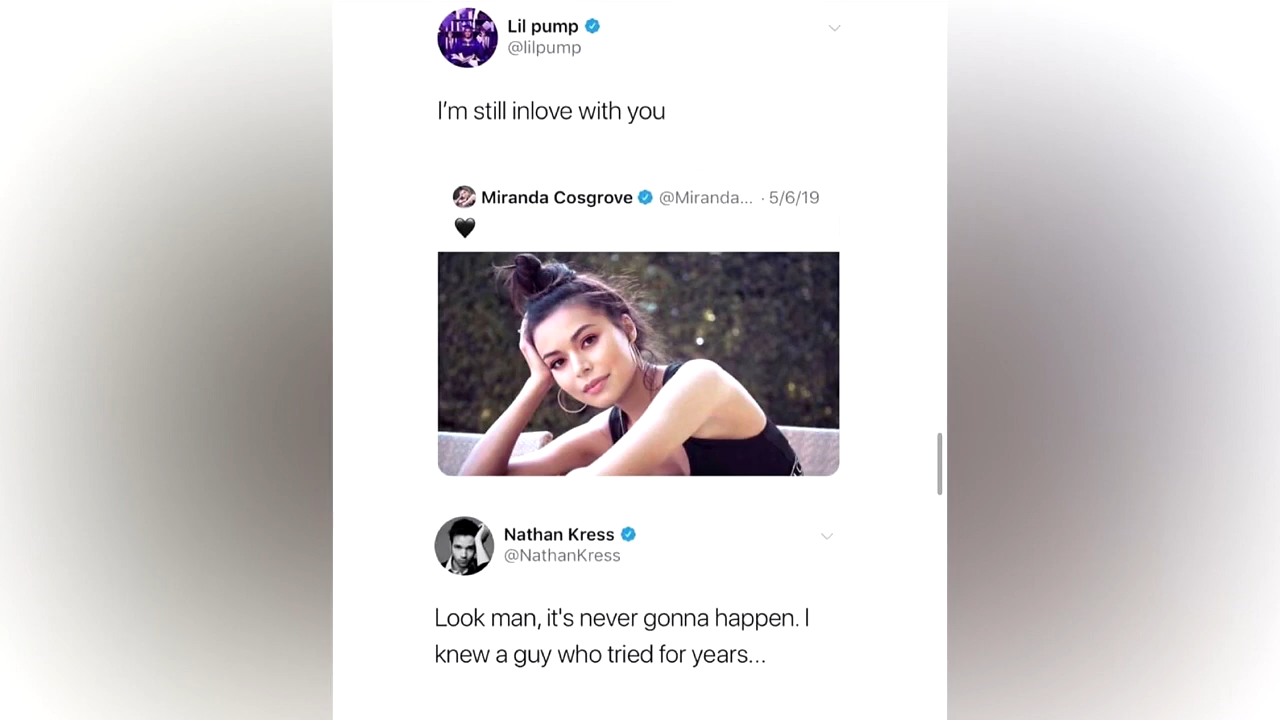 Lil pump
@lilpump
I'm still inlove with you
Miranda Cosgrove @Miranda... · 5/6/19
🖤
Nathan Kress
@NathanKress
Look man, it's never gonna happen. I
knew a guy who tried for years...